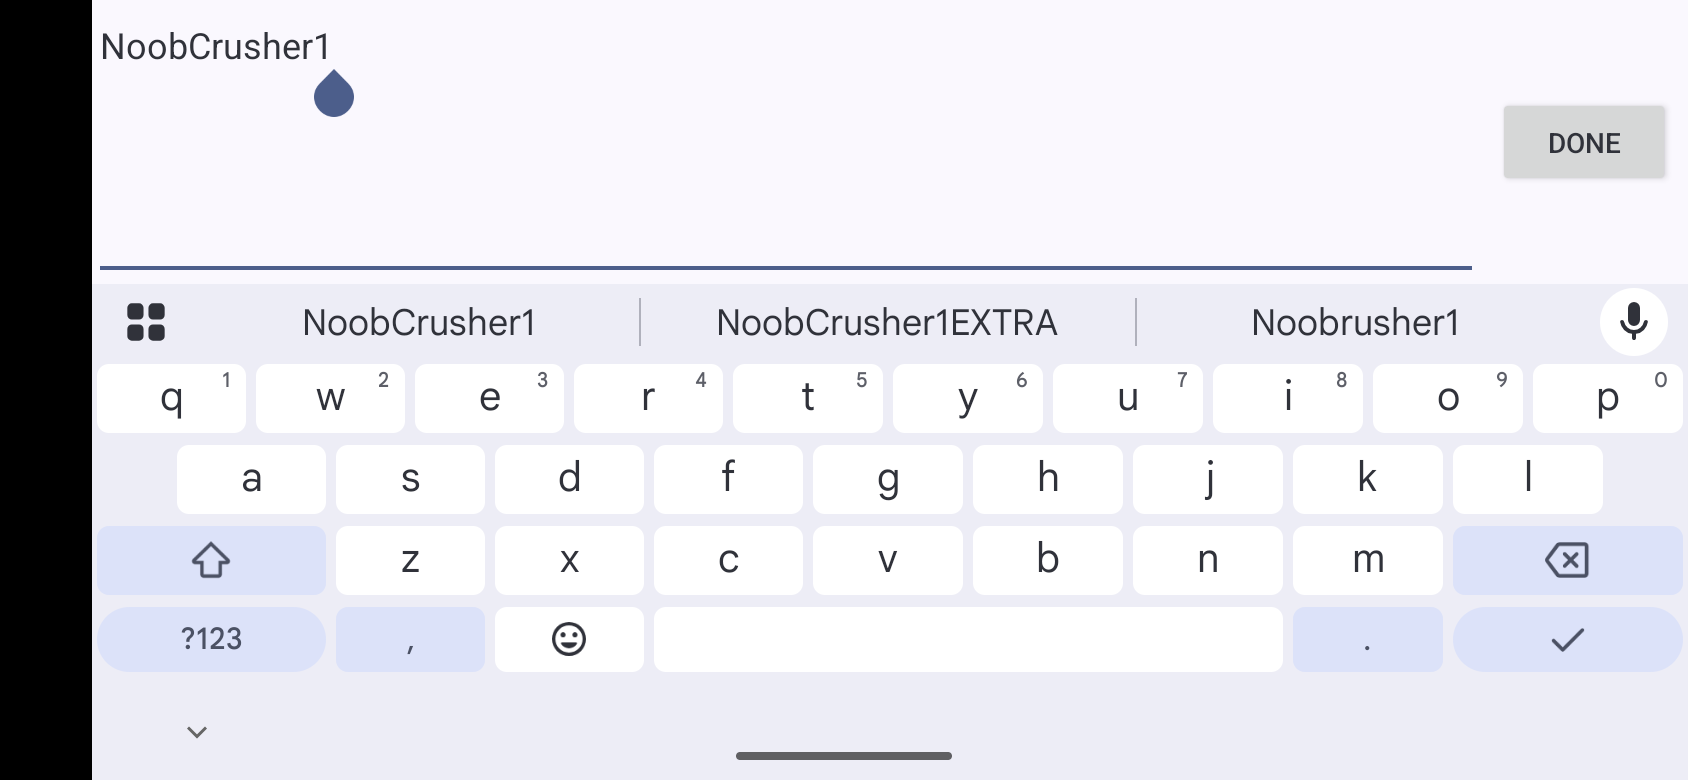 NoobCrusher1
DONE
NoobCrusher1 NoobCrusher1EXTRA Noobrusher1
q 1 w 2 e 3 r 4 t 5 y 6 u 7 i 8 o 9 p 0
a s d f g h j k l
z x c v b n m
?123 , .